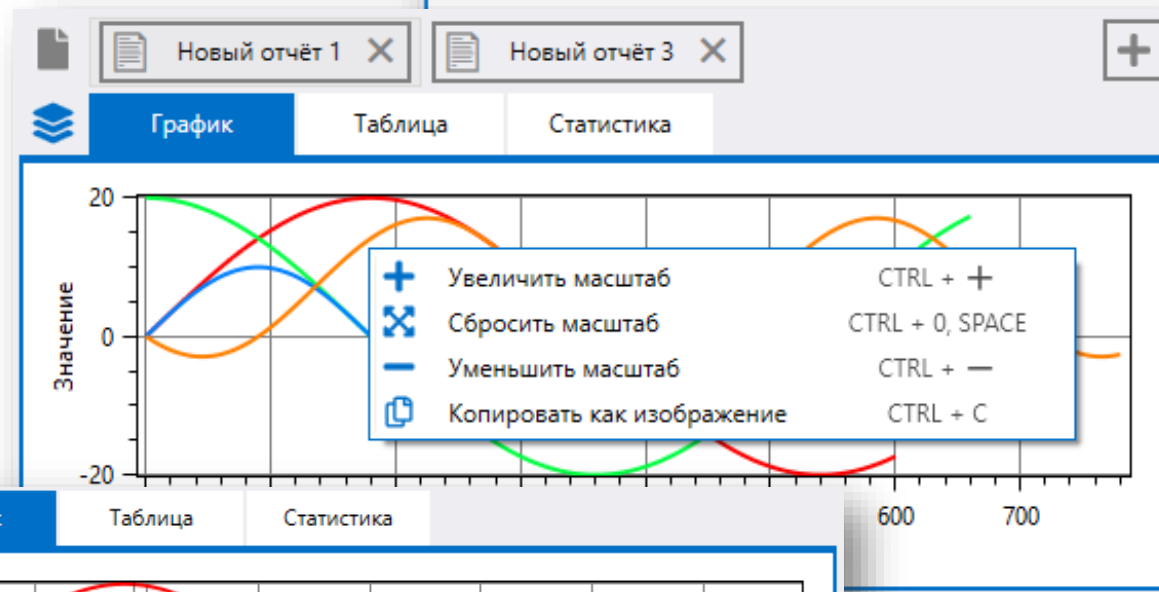 Новый отчёт 1
Новый отчёт 3
График Таблица Статистика
20
Значение
0
-20
Увеличить масштаб CTRL + +
Сбросить масштаб CTRL + 0, SPACE
Уменьшить масштаб CTRL + —
Копировать как изображение CTRL + C
600 700
Таблица Статистика